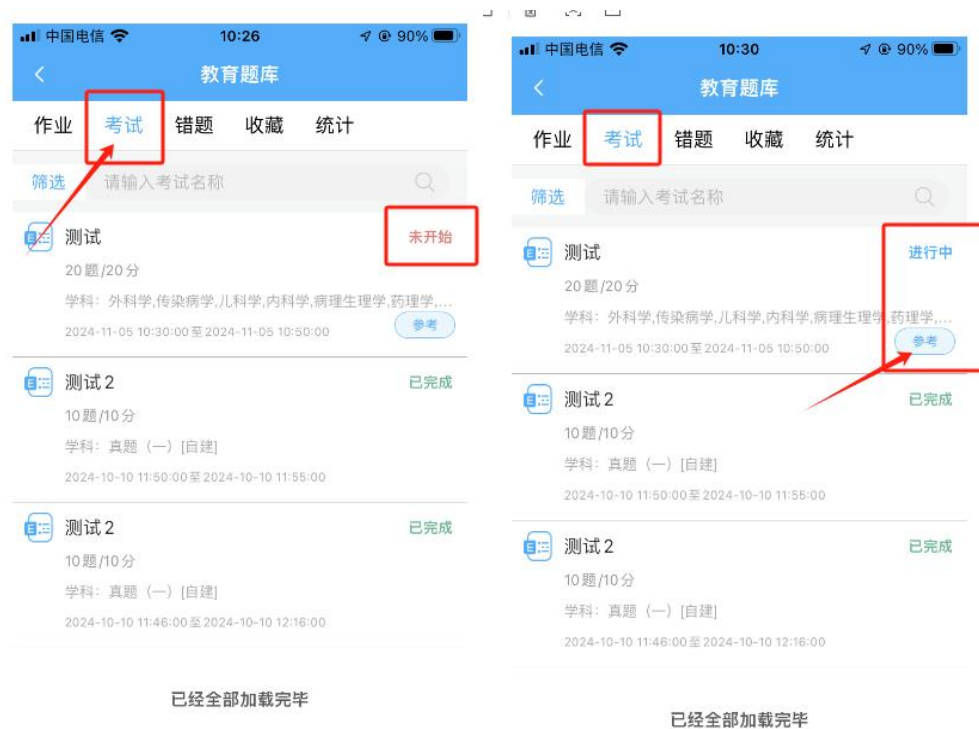 中国电信 10:26 90%
教育题库
作业 考试 错题 收藏 统计
筛选 请输入考试名称
测试 未开始
20题/20分
学科：外科学,传染病学,儿科学,内科学,病理生理学,药理学,...
2024-11-05 10:30:00至2024-11-05 10:50:00 参考
测试2 已完成
10题/10分
学科：真题（一）[自建]
2024-10-10 11:50:00至2024-10-10 11:55:00
测试2 已完成
10题/10分
学科：真题（一）[自建]
2024-10-10 11:46:00至2024-10-10 12:16:00
已经全部加载完毕
中国电信 10:30 90%
教育题库
作业 考试 错题 收藏 统计
筛选 请输入考试名称
测试 进行中
20题/20分
学科：外科学,传染病学,儿科学,内科学,病理生理学,药理学,...
2024-11-05 10:30:00至2024-11-05 10:50:00 参考
测试2 已完成
10题/10分
学科：真题（一）[自建]
2024-10-10 11:50:00至2024-10-10 11:55:00
测试2 已完成
10题/10分
学科：真题（一）[自建]
2024-10-10 11:46:00至2024-10-10 12:16:00
已经全部加载完毕